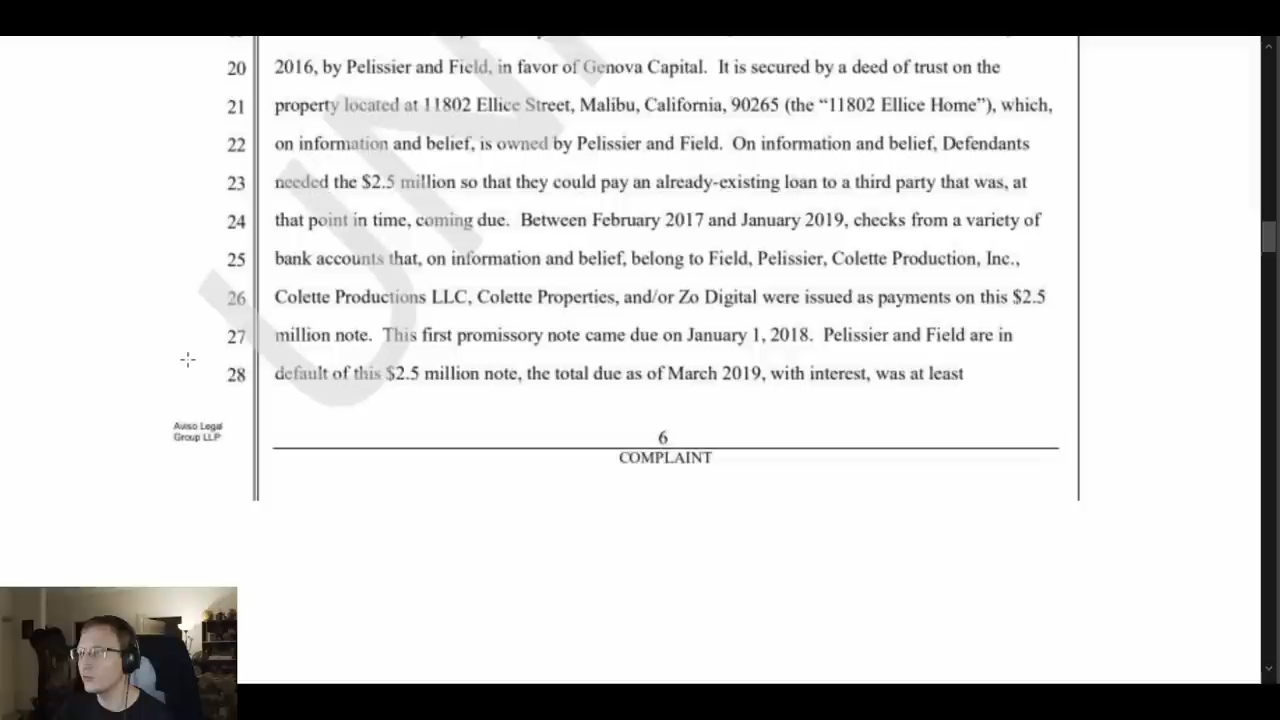 20 2016, by Pelissier and Field, in favor of Genova Capital. It is secured by a deed of trust on the
21 property located at 11802 Ellice Street, Malibu, California, 90265 (the “11802 Ellice Home”), which,
22 on information and belief, is owned by Pelissier and Field. On information and belief, Defendants
23 needed the $2.5 million so that they could pay an already-existing loan to a third party that was, at
24 that point in time, coming due. Between February 2017 and January 2019, checks from a variety of
25 bank accounts that, on information and belief, belong to Field, Pelissier, Colette Production, Inc.,
26 Colette Productions LLC, Colette Properties, and/or Zo Digital were issued as payments on this $2.5
27 million note. This first promissory note came due on January 1, 2018. Pelissier and Field are in
28 default of this $2.5 million note, the total due as of March 2019, with interest, was at least
Aviso Legal
Group LLP
6
COMPLAINT